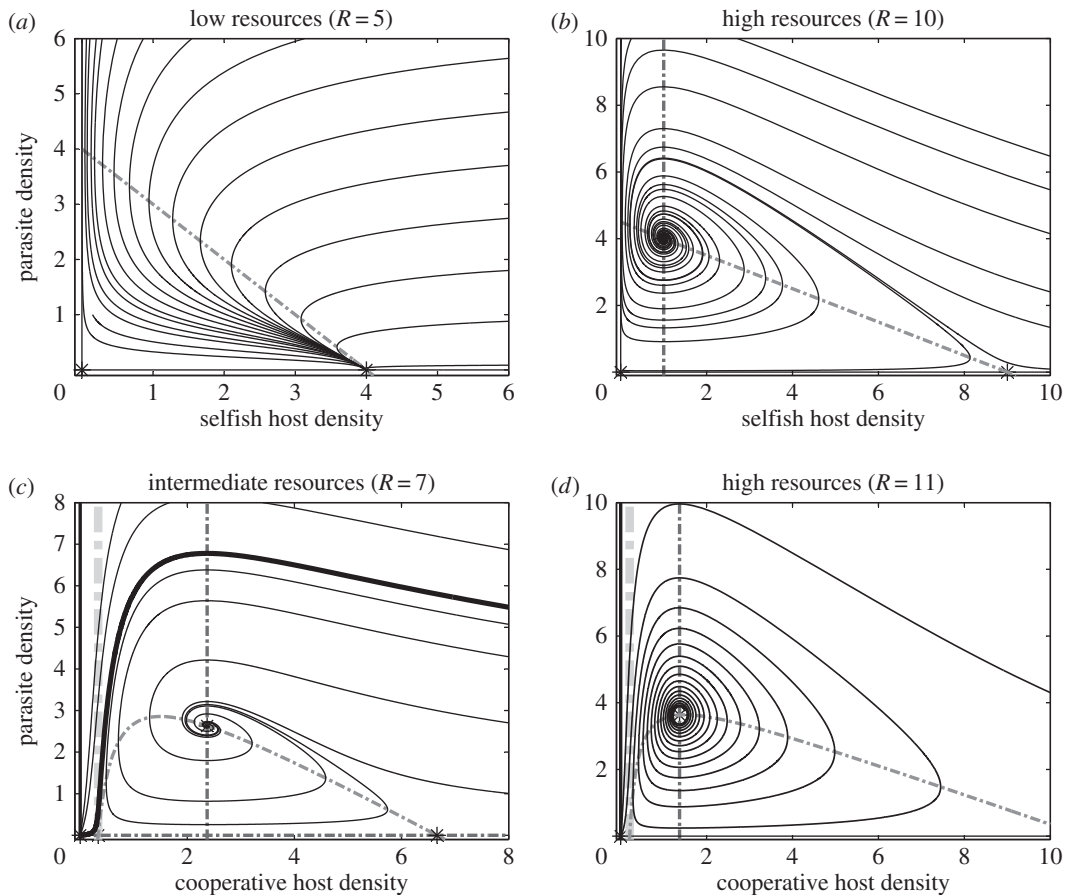 (a) low resources (R = 5)
6
5
4
3
2
1
0
1 2 3 4 5 6
parasite density
selfish host density
(b) high resources (R = 10)
10
8
6
4
2
0
2 4 6 8 10
selfish host density
(c) intermediate resources (R = 7)
8
7
6
5
4
3
2
1
0
2 4 6 8
parasite density
cooperative host density
(d) high resources (R = 11)
10
8
6
4
2
0
2 4 6 8 10
cooperative host density